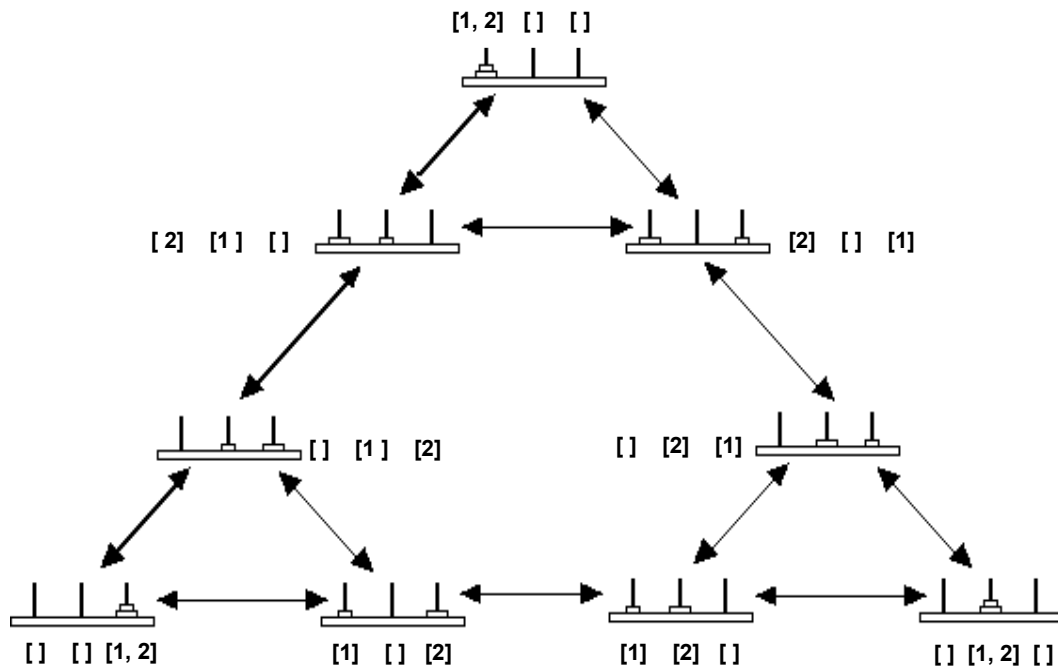 [1, 2] [ ] [ ]
[ 2] [1 ] [ ] [2] [ ] [1]
[ ] [1 ] [2] [ ] [2] [1]
[ ] [ ] [1, 2] [1] [ ] [2] [1] [2] [ ] [ ] [1, 2] [ ]